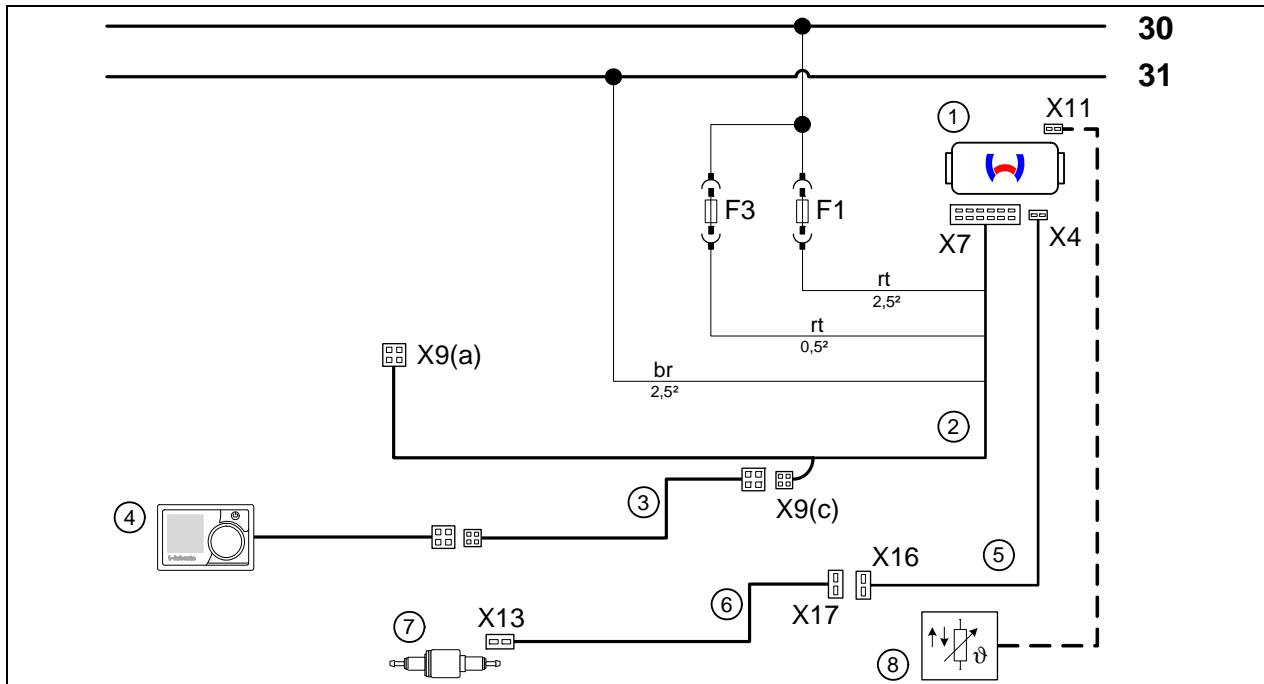 30
31
1
X11
F3
F1
X7
X4
rt
2,5²
rt
0,5²
X9(a)
br
2,5²
2
3
X9(c)
4
X16
5
6
X17
X13
7
8
ϑ